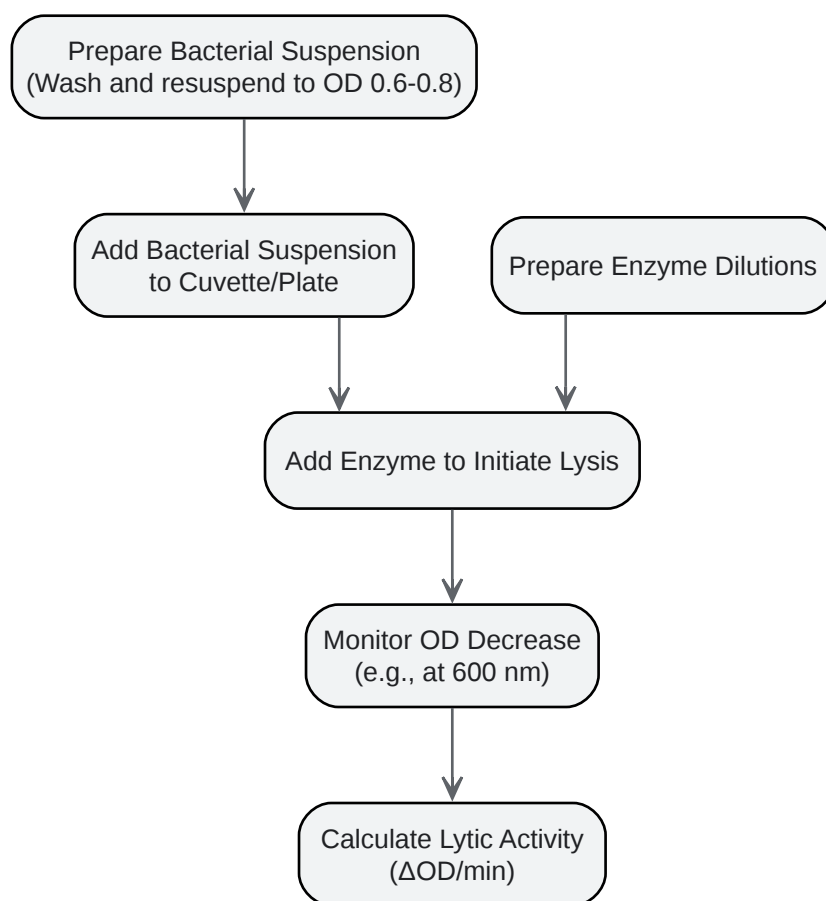 Prepare Bacterial Suspension
(Wash and resuspend to OD 0.6-0.8)
Add Bacterial Suspension
to Cuvette/Plate
Prepare Enzyme Dilutions
Add Enzyme to Initiate Lysis
Monitor OD Decrease
(e.g., at 600 nm)
Calculate Lytic Activity
(ΔOD/min)